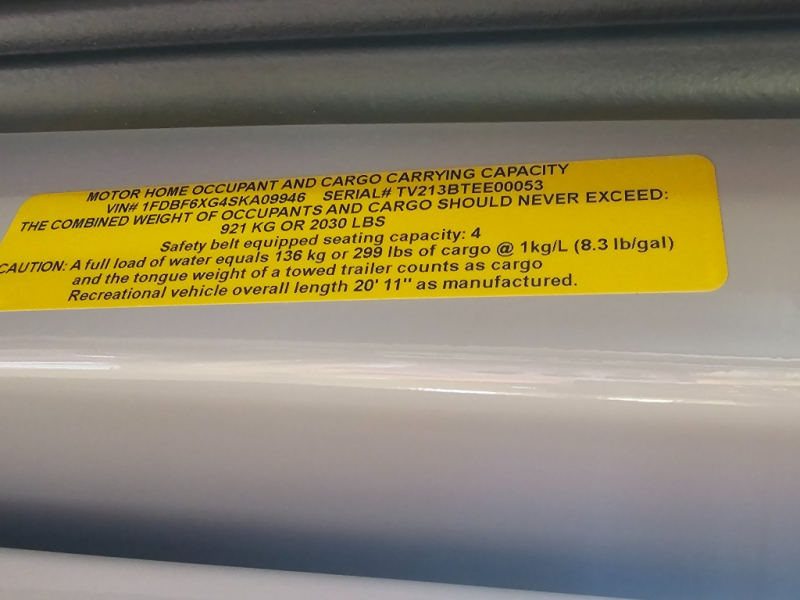 MOTOR HOME OCCUPANT AND CARGO CARRYING CAPACITY
VIN# 1FDBF6XG4SKA09946 SERIAL# TV213BTEE00053
THE COMBINED WEIGHT OF OCCUPANTS AND CARGO SHOULD NEVER EXCEED:
921 KG OR 2030 LBS
Safety belt equipped seating capacity: 4
CAUTION: A full load of water equals 136 kg or 299 lbs of cargo @ 1kg/L (8.3 lb/gal)
and the tongue weight of a towed trailer counts as cargo
Recreational vehicle overall length 20' 11" as manufactured.